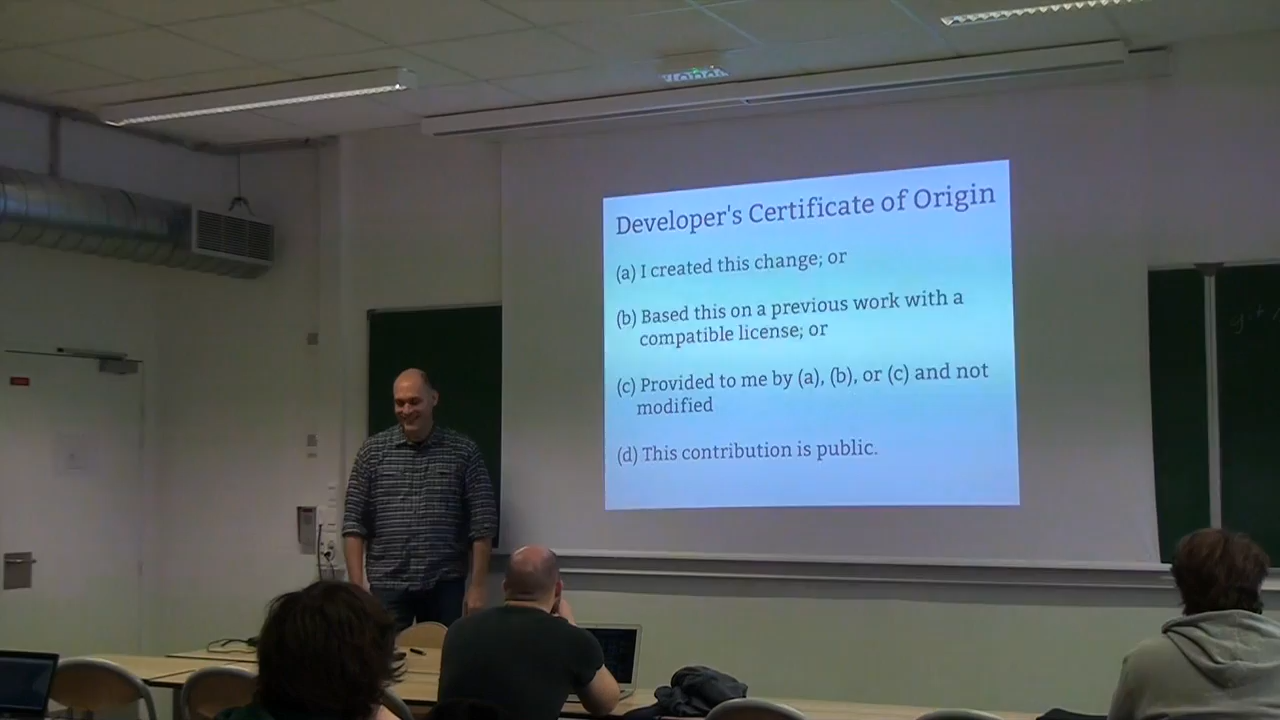 Developer's Certificate of Origin
(a) I created this change; or
(b) Based this on a previous work with a
compatible license; or
(c) Provided to me by (a), (b), or (c) and not
modified
(d) This contribution is public.